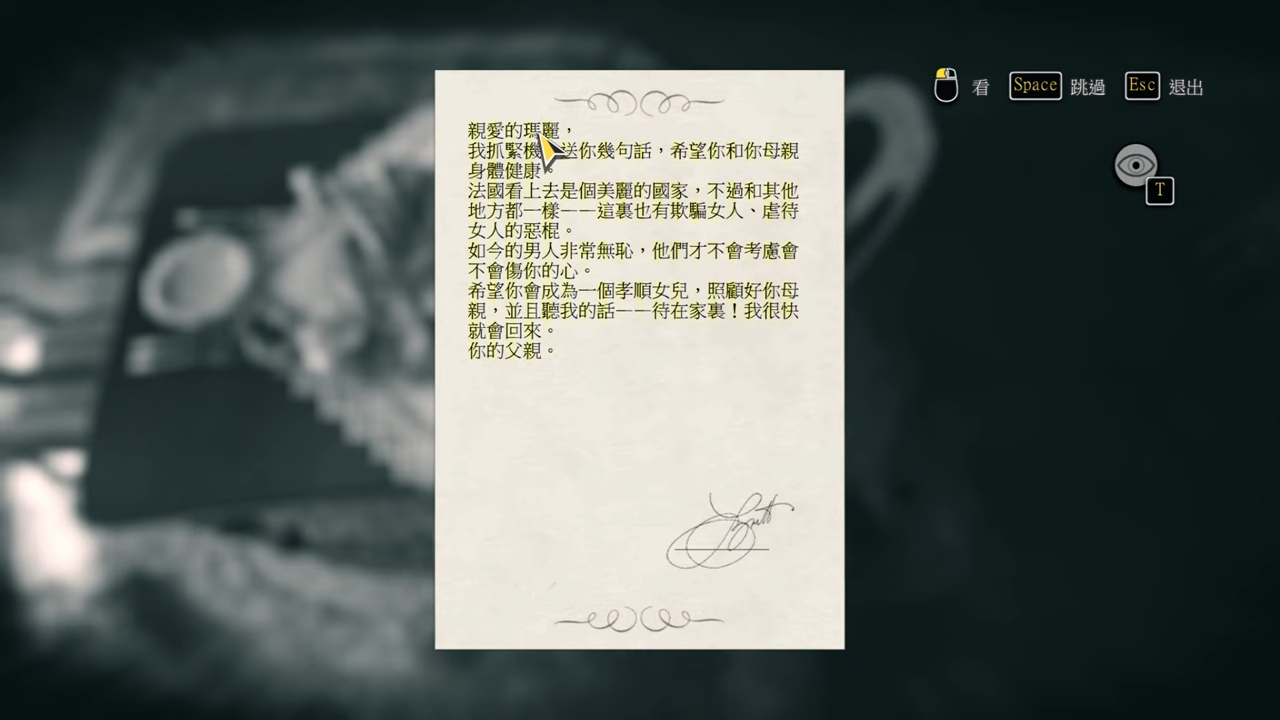 看 Space 跳過 Esc 退出
T
親愛的瑪麗，
我抓緊機送你幾句話，希望你和你母親
身體健康。
法國看上去是個美麗的國家，不過和其他
地方都一樣——這裏也有欺騙女人、虐待
女人的惡棍。
如今的男人非常無恥，他們才不會考慮會
不會傷你的心。
希望你會成為一個孝順女兒，照顧好你母
親，並且聽我的話——待在家裏！我很快
就會回來。
你的父親。